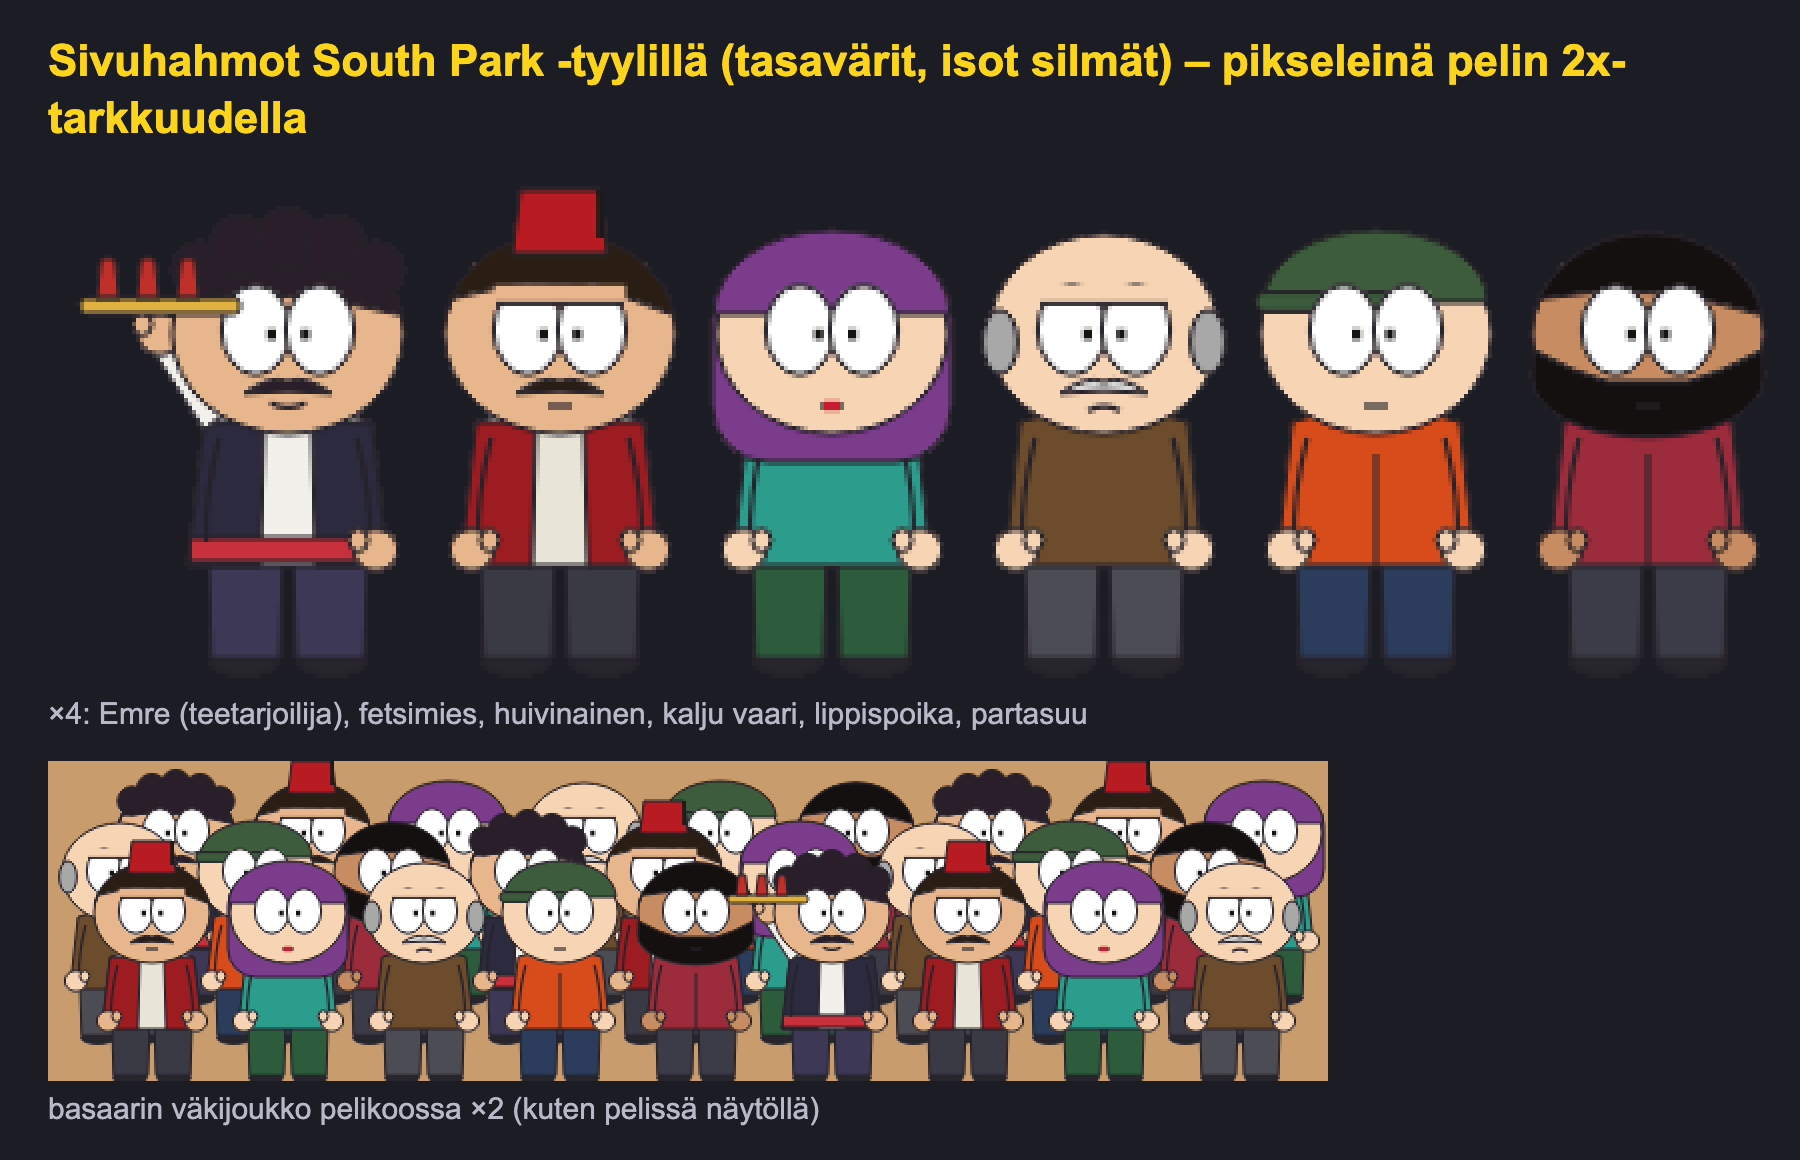 Sivuhahmot South Park -tyylillä (tasavärit, isot silmät) – pikseleinä pelin 2x-
tarkkuudella
×4: Emre (teetarjoilija), fetsimies, huivinainen, kalju vaari, lippispoika, partasuu
basaarin väkijoukko pelikoossa ×2 (kuten pelissä näytöllä)